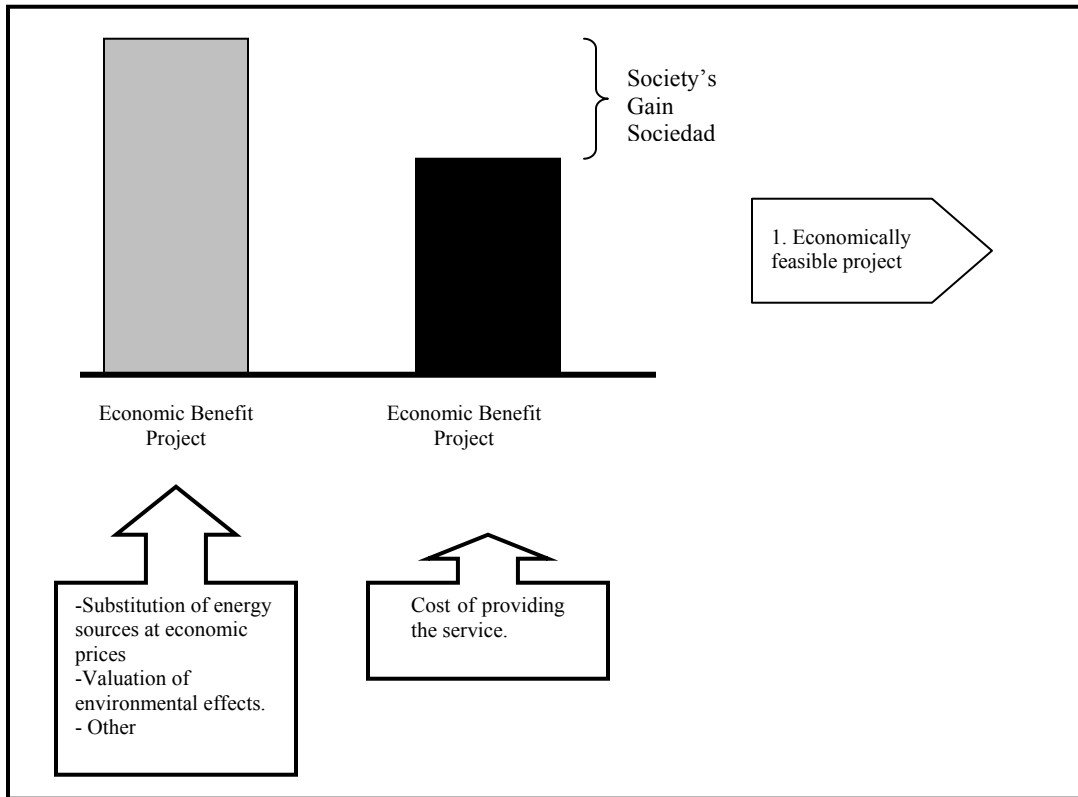 Society’s
Gain
Sociedad
1. Economically
feasible project
Economic Benefit
Project
Economic Benefit
Project
-Substitution of energy
sources at economic
prices
-Valuation of
environmental effects.
- Other
Cost of providing
the service.